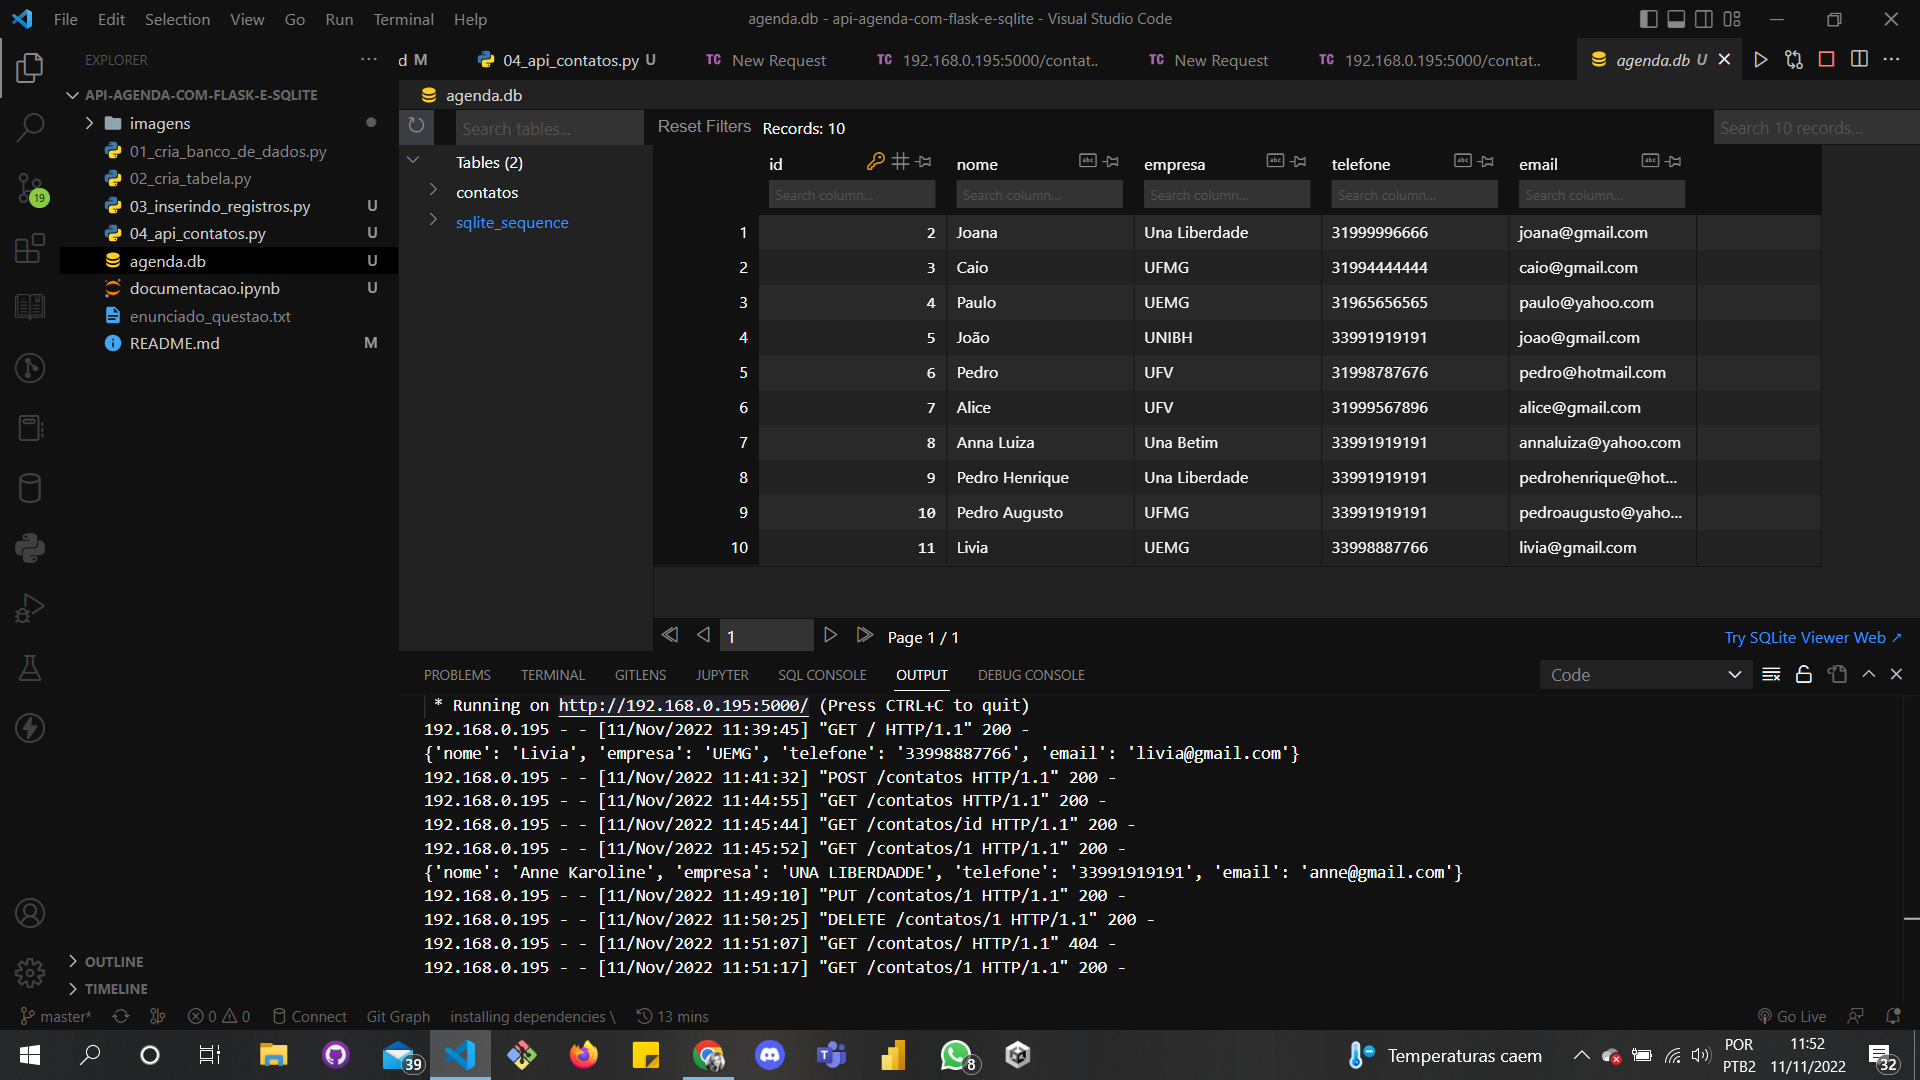 File Edit Selection View Go Run Terminal Help
agenda.db - api-agenda-com-flask-e-sqlite - Visual Studio Code
EXPLORER
d M 04_api_contatos.py U TC New Request TC 192.168.0.195:5000/contat.. TC New Request TC 192.168.0.195:5000/contat.. agenda.db U
API-AGENDA-COM-FLASK-E-SQLITE
imagens
01_cria_banco_de_dados.py
02_cria_tabela.py
03_inserindo_registros.py U
04_api_contatos.py U
agenda.db U
documentacao.ipynb U
enunciado_questao.txt
README.md M
19
OUTLINE
TIMELINE
agenda.db
Search tables...
Reset Filters Records: 10
Search 10 records...
Tables (2)
contatos
sqlite_sequence
id nome empresa telefone email
Search column... Search column... Search column... Search column... Search column...
1 2 Joana Una Liberdade 31999996666 joana@gmail.com
2 3 Caio UFMG 31994444444 caio@gmail.com
3 4 Paulo UEMG 31965656565 paulo@yahoo.com
4 5 João UNIBH 33991919191 joao@gmail.com
5 6 Pedro UFV 31998787676 pedro@hotmail.com
6 7 Alice UFV 31999567896 alice@gmail.com
7 8 Anna Luiza Una Betim 33991919191 annaluiza@yahoo.com
8 9 Pedro Henrique Una Liberdade 33991919191 pedrohenrique@hot...
9 10 Pedro Augusto UFMG 33991919191 pedroaugusto@yaho...
10 11 Livia UEMG 33998887766 livia@gmail.com
1 Page 1 / 1
Try SQLite Viewer Web ↗
PROBLEMS TERMINAL GITLENS JUPYTER SQL CONSOLE OUTPUT DEBUG CONSOLE
Code
* Running on http://192.168.0.195:5000/ (Press CTRL+C to quit)
192.168.0.195 - - [11/Nov/2022 11:39:45] "GET / HTTP/1.1" 200 -
{'nome': 'Livia', 'empresa': 'UEMG', 'telefone': '33998887766', 'email': 'livia@gmail.com'}
192.168.0.195 - - [11/Nov/2022 11:41:32] "POST /contatos HTTP/1.1" 200 -
192.168.0.195 - - [11/Nov/2022 11:44:55] "GET /contatos HTTP/1.1" 200 -
192.168.0.195 - - [11/Nov/2022 11:45:44] "GET /contatos/id HTTP/1.1" 200 -
192.168.0.195 - - [11/Nov/2022 11:45:52] "GET /contatos/1 HTTP/1.1" 200 -
{'nome': 'Anne Karoline', 'empresa': 'UNA LIBERDADDE', 'telefone': '33991919191', 'email': 'anne@gmail.com'}
192.168.0.195 - - [11/Nov/2022 11:49:10] "PUT /contatos/1 HTTP/1.1" 200 -
192.168.0.195 - - [11/Nov/2022 11:50:25] "DELETE /contatos/1 HTTP/1.1" 200 -
192.168.0.195 - - [11/Nov/2022 11:51:07] "GET /contatos/ HTTP/1.1" 404 -
192.168.0.195 - - [11/Nov/2022 11:51:17] "GET /contatos/1 HTTP/1.1" 200 -
master* 0 0 Connect Git Graph installing dependencies \ 13 mins Go Live
39 8 Temperaturas caem
POR
PTB2
11:52
11/11/2022
32